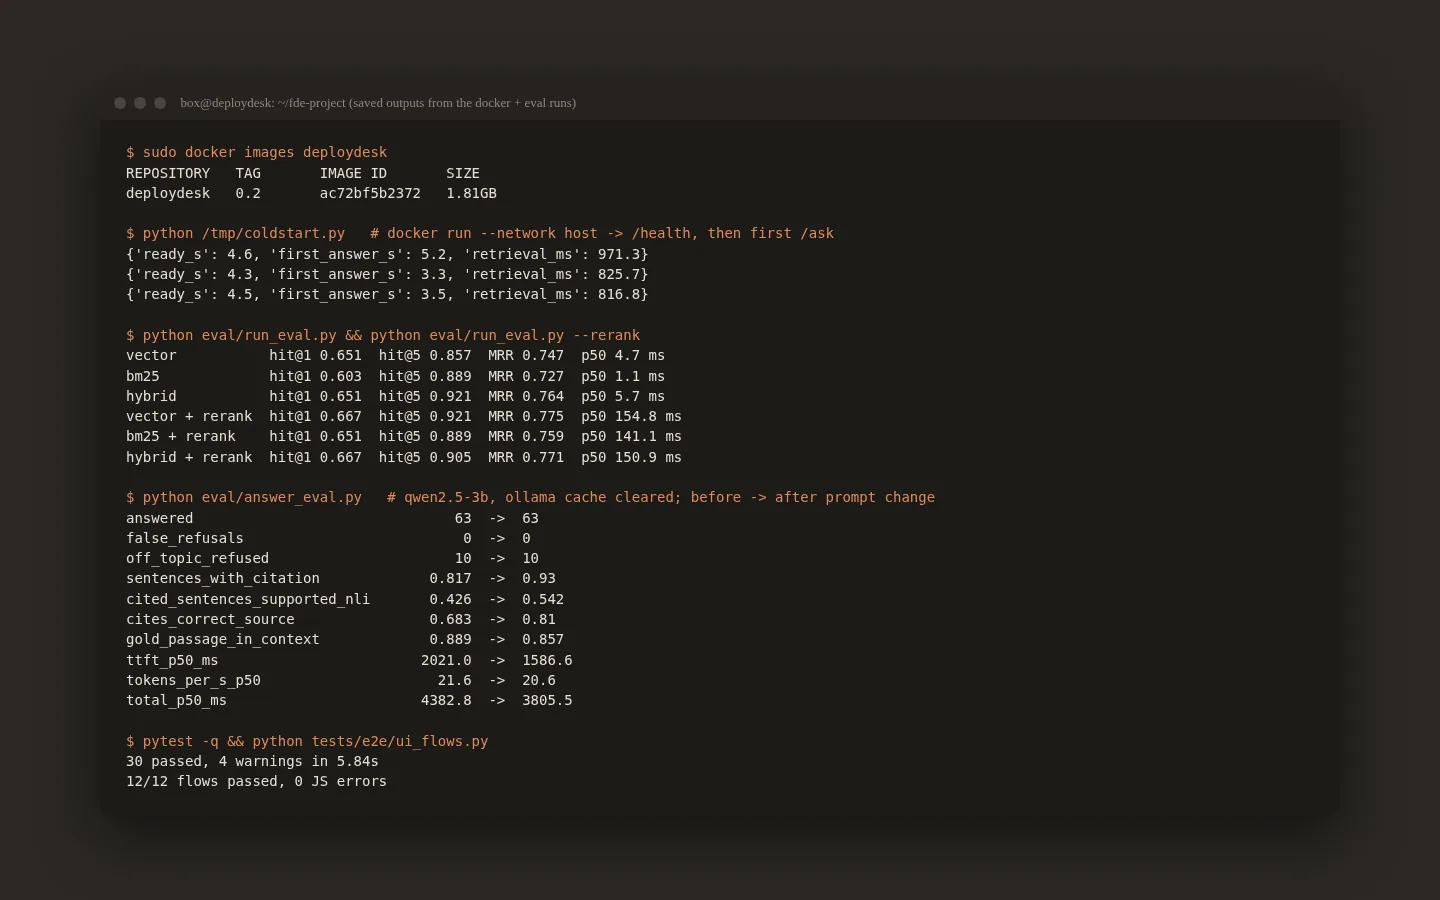 box@deploydesk: ~/fde-project (saved outputs from the docker + eval runs)
$ sudo docker images deploydesk
REPOSITORY   TAG       IMAGE ID       SIZE
deploydesk   0.2       ac72bf5b2372   1.81GB
$ python /tmp/coldstart.py   # docker run --network host -> /health, then first /ask
{'ready_s': 4.6, 'first_answer_s': 5.2, 'retrieval_ms': 971.3}
{'ready_s': 4.3, 'first_answer_s': 3.3, 'retrieval_ms': 825.7}
{'ready_s': 4.5, 'first_answer_s': 3.5, 'retrieval_ms': 816.8}
$ python eval/run_eval.py && python eval/run_eval.py --rerank
vector           hit@1 0.651  hit@5 0.857  MRR 0.747  p50 4.7 ms
bm25             hit@1 0.603  hit@5 0.889  MRR 0.727  p50 1.1 ms
hybrid           hit@1 0.651  hit@5 0.921  MRR 0.764  p50 5.7 ms
vector + rerank  hit@1 0.667  hit@5 0.921  MRR 0.775  p50 154.8 ms
bm25 + rerank    hit@1 0.651  hit@5 0.889  MRR 0.759  p50 141.1 ms
hybrid + rerank  hit@1 0.667  hit@5 0.905  MRR 0.771  p50 150.9 ms
$ python eval/answer_eval.py   # qwen2.5-3b, ollama cache cleared; before -> after prompt change
answered                               63  ->  63
false_refusals                          0  ->  0
off_topic_refused                      10  ->  10
sentences_with_citation             0.817  ->  0.93
cited_sentences_supported_nli       0.426  ->  0.542
cites_correct_source                0.683  ->  0.81
gold_passage_in_context             0.889  ->  0.857
ttft_p50_ms                        2021.0  ->  1586.6
tokens_per_s_p50                     21.6  ->  20.6
total_p50_ms                       4382.8  ->  3805.5
$ pytest -q && python tests/e2e/ui_flows.py
30 passed, 4 warnings in 5.84s
12/12 flows passed, 0 JS errors